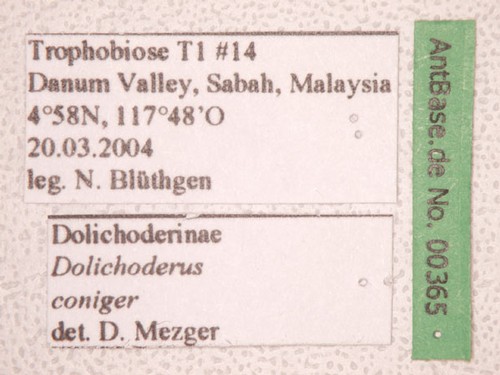 Trophobiose T1 #14
Danum Valley, Sabah, Malaysia
4°58N, 117°48'O
20.03.2004
leg. N. Blüthgen
Dolichoderinae
Dolichoderus
coniger
det. D. Mezger
AntBase.de No. 00365